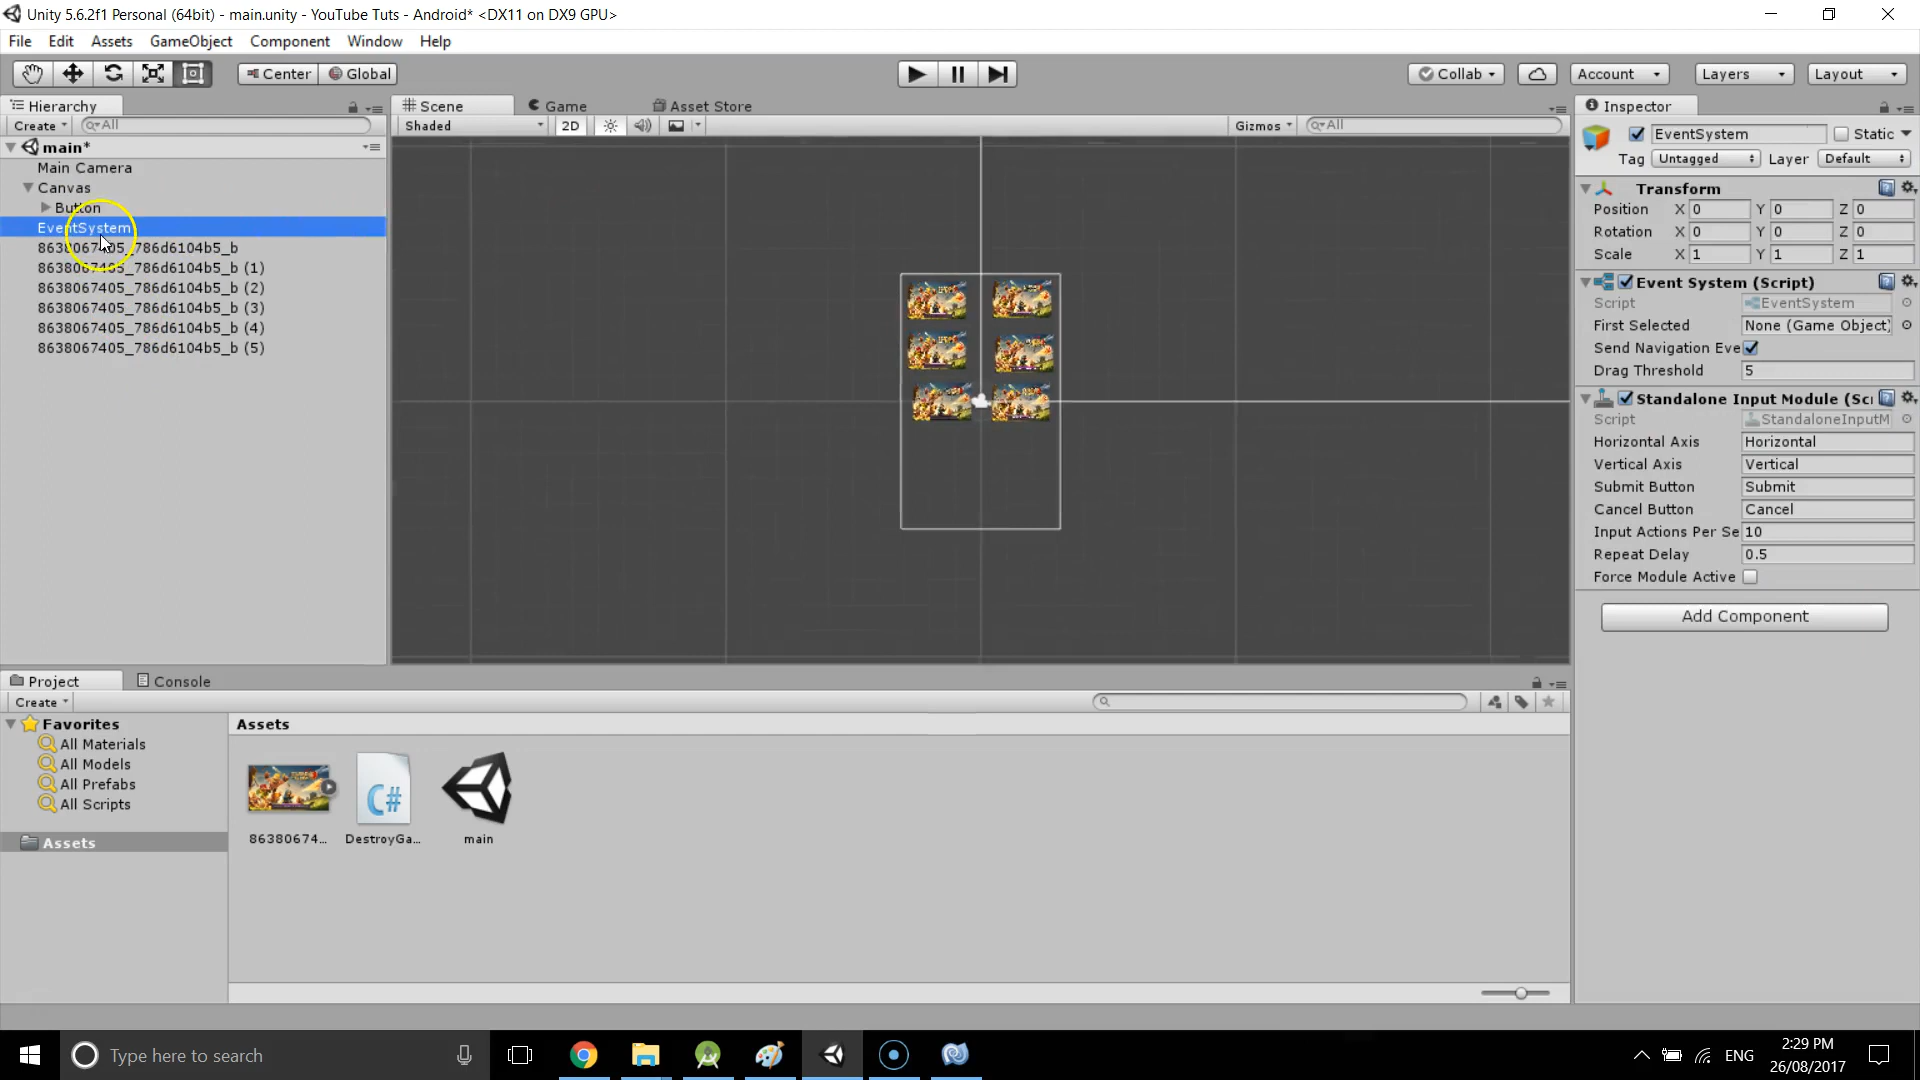 Unity 5.6.2f1 Personal (64bit) - main.unity - YouTube Tuts - Android* <DX11 on DX9 GPU>
File Edit Assets GameObject Component Window Help
Center Global Collab Account Layers Layout
Hierarchy
Create All
main*
Main Camera
Canvas
Button
EventSystem
8638067405_786d6104b5_b
8638067405_786d6104b5_b (1)
8638067405_786d6104b5_b (2)
8638067405_786d6104b5_b (3)
8638067405_786d6104b5_b (4)
8638067405_786d6104b5_b (5)
Scene Game Asset Store
Shaded 2D Gizmos All
Inspector
EventSystem Static
Tag Untagged Layer Default
Transform
Position X 0 Y 0 Z 0
Rotation X 0 Y 0 Z 0
Scale X 1 Y 1 Z 1
Event System (Script)
Script EventSystem
First Selected None (Game Object)
Send Navigation Eve
Drag Threshold 5
Standalone Input Module (Scr
Script StandaloneInputM
Horizontal Axis Horizontal
Vertical Axis Vertical
Submit Button Submit
Cancel Button Cancel
Input Actions Per Se 10
Repeat Delay 0.5
Force Module Active
Add Component
Project Console
Create
Favorites
All Materials
All Models
All Prefabs
All Scripts
Assets
Assets
86380674...
C#
DestroyGa...
main
Type here to search
ENG
2:29 PM
26/08/2017